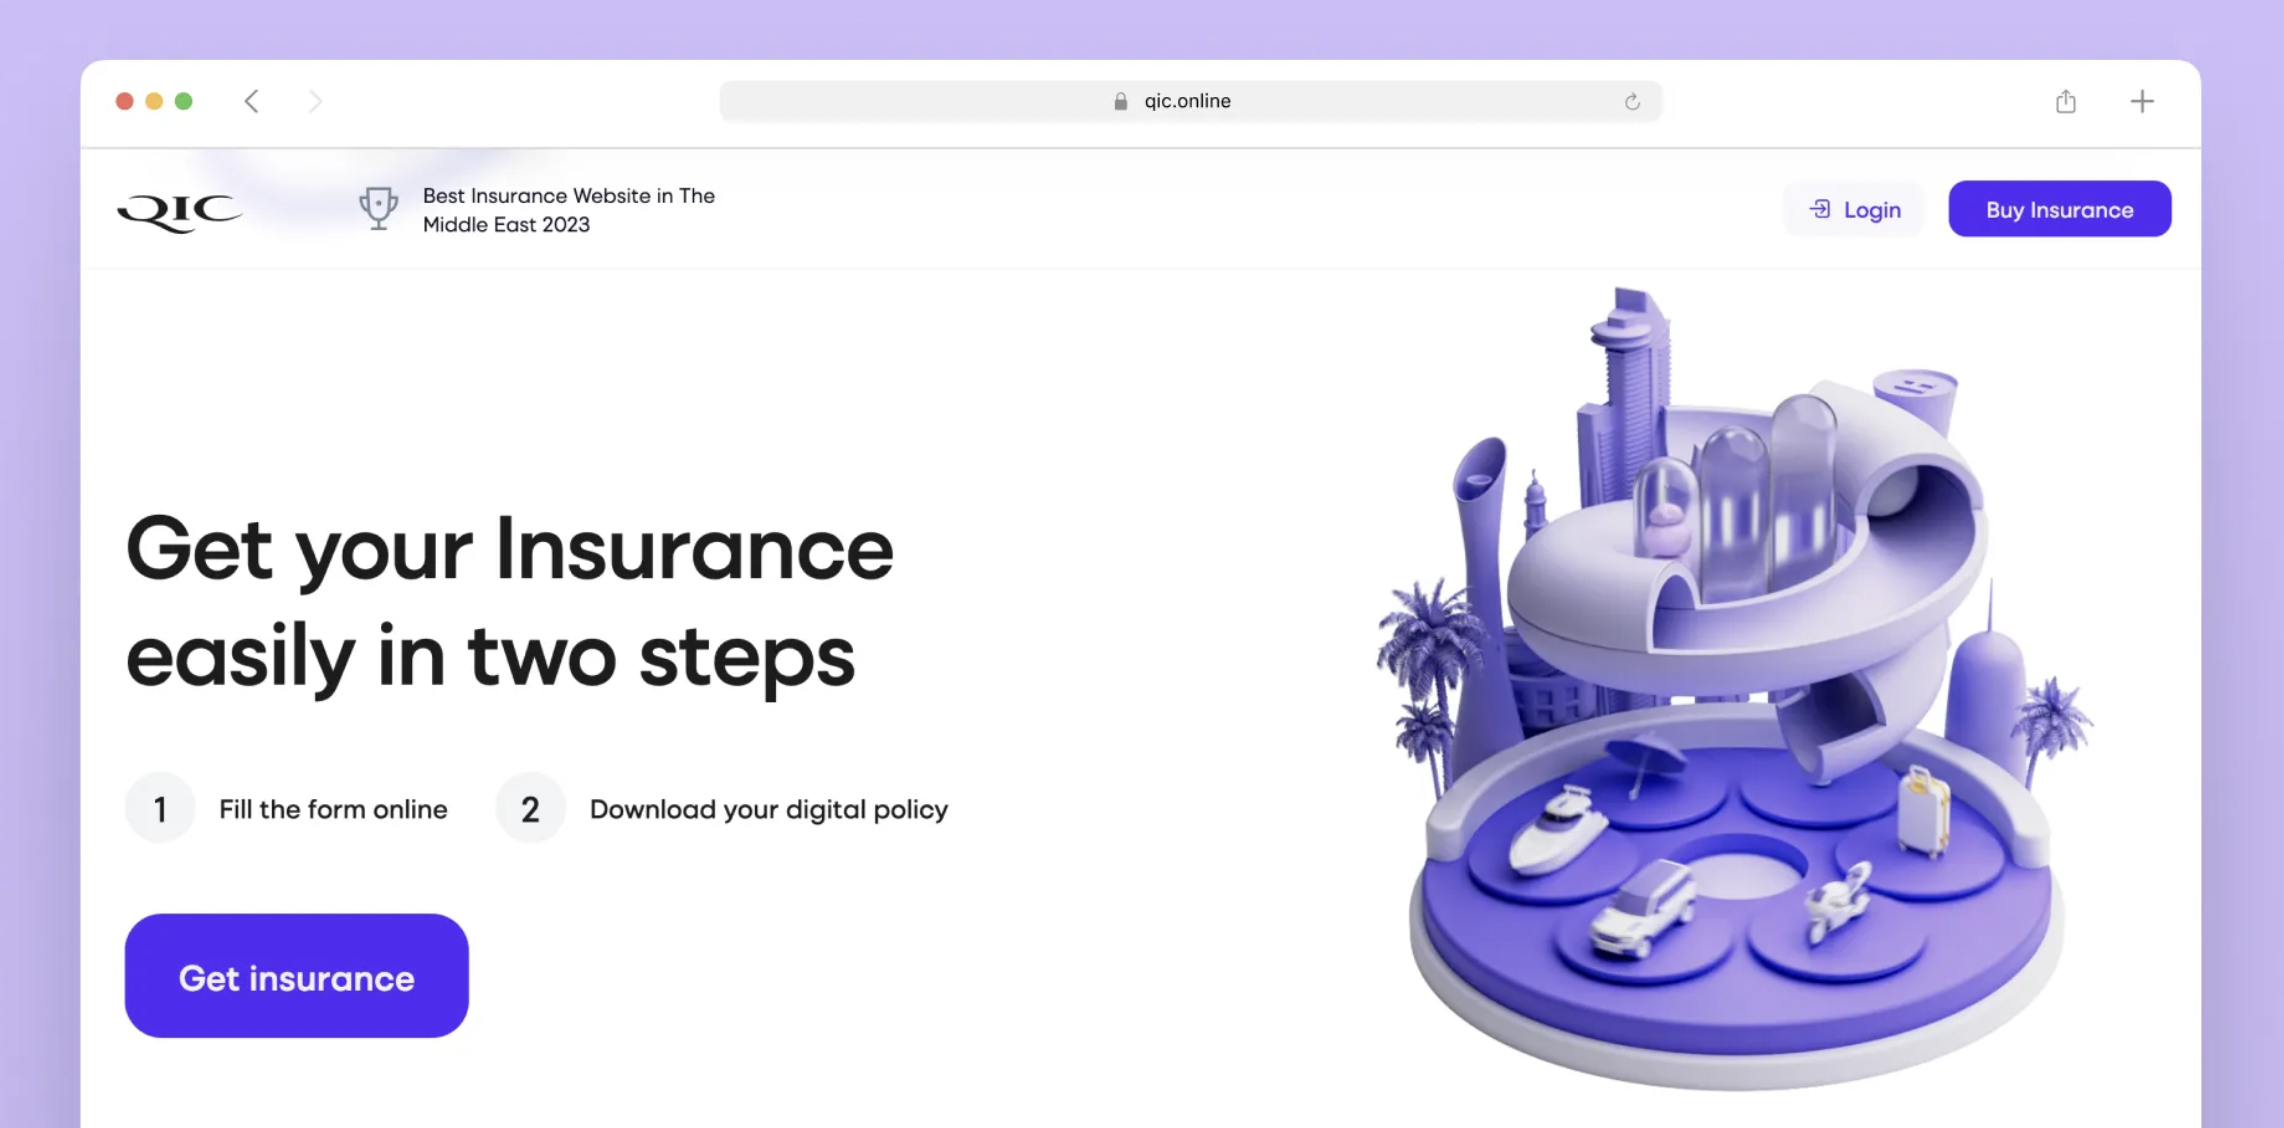 qic.online
QIC
Best Insurance Website in The
Middle East 2023
Login
Buy Insurance
Get your Insurance
easily in two steps
1 Fill the form online
2 Download your digital policy
Get insurance